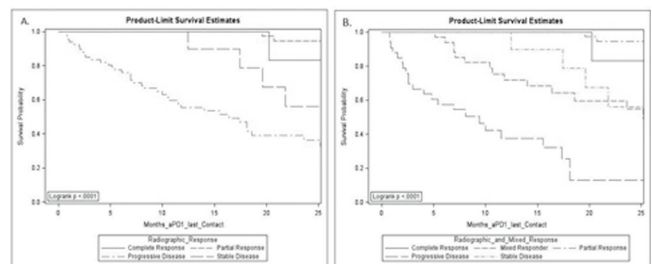 A.
Product-Limit Survival Estimates
1.0
0.8
0.6
0.4
0.2
0.0
Survival Probability
Logrank p <.0001
0 5 10 15 20 25
Months_aPD1_last_Contact
Radiographic_Response
Complete Response Partial Response
Progressive Disease Stable Disease
B.
Product-Limit Survival Estimates
1.0
0.8
0.6
0.4
0.2
0.0
Survival Probability
Logrank p <.0001
0 5 10 15 20 25
Months_aPD1_last_Contact
Radiographic_and_Mixed_Response
Complete Response Mixed Responder Partial Response
Progressive Disease Stable Disease